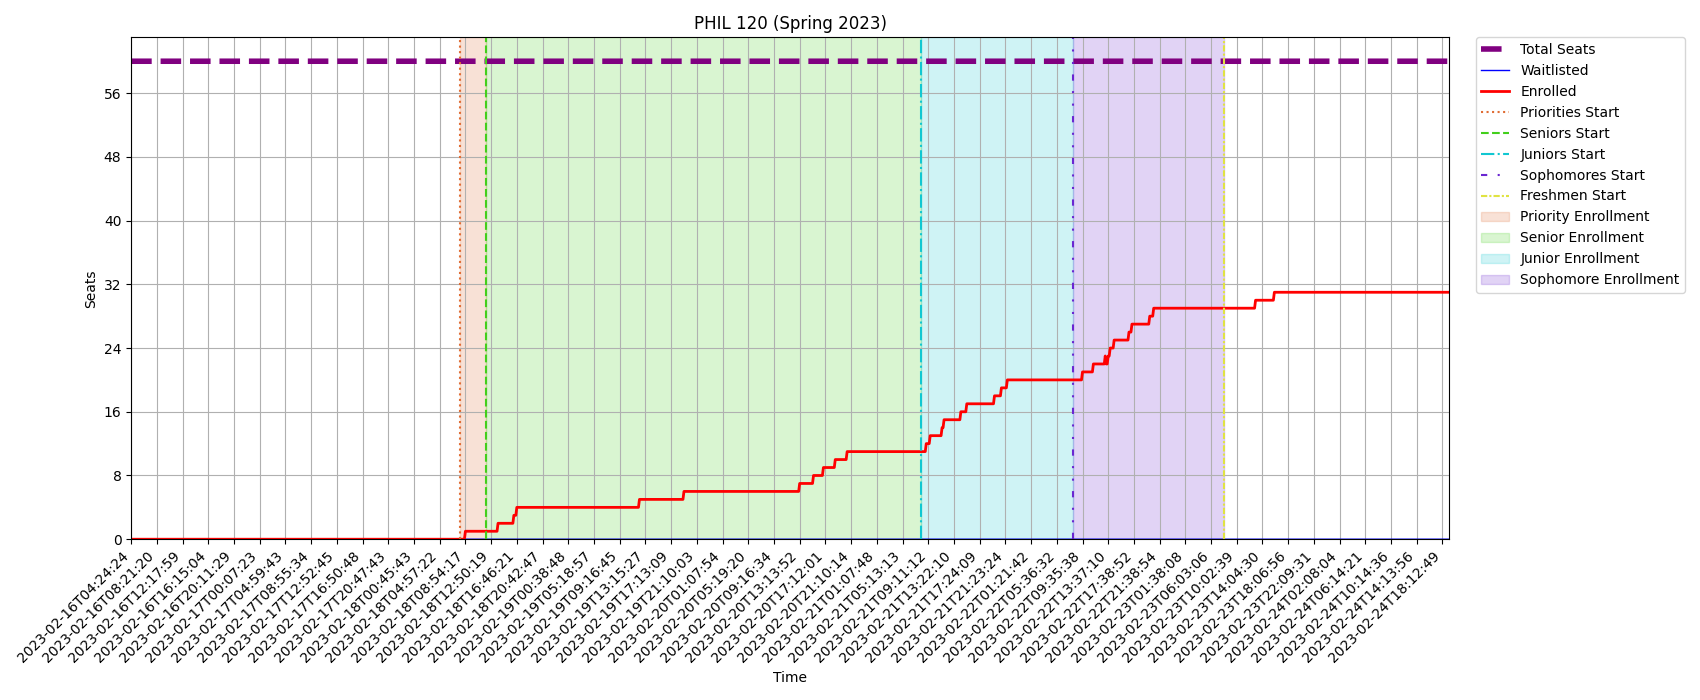 PHIL 120 (Spring 2023)
Seats
56
48
40
32
24
16
8
0
2023-02-16T04:24:24
2023-02-16T08:21:20
2023-02-16T12:17:59
2023-02-16T16:15:04
2023-02-16T20:11:29
2023-02-17T00:07:23
2023-02-17T04:59:43
2023-02-17T08:55:34
2023-02-17T12:52:45
2023-02-17T16:50:48
2023-02-17T20:47:43
2023-02-18T00:45:43
2023-02-18T04:57:22
2023-02-18T08:54:17
2023-02-18T12:50:19
2023-02-18T16:46:21
2023-02-18T20:42:47
2023-02-19T00:38:48
2023-02-19T05:18:57
2023-02-19T09:16:45
2023-02-19T13:15:27
2023-02-19T17:13:09
2023-02-19T21:10:03
2023-02-20T01:07:54
2023-02-20T05:19:20
2023-02-20T09:16:34
2023-02-20T13:13:52
2023-02-20T17:12:01
2023-02-20T21:10:14
2023-02-21T01:07:48
2023-02-21T05:13:13
2023-02-21T09:11:12
2023-02-21T13:22:10
2023-02-21T17:24:09
2023-02-21T21:23:24
2023-02-22T01:21:42
2023-02-22T05:36:32
2023-02-22T09:35:38
2023-02-22T13:37:10
2023-02-22T17:38:52
2023-02-22T21:38:54
2023-02-23T01:38:08
2023-02-23T06:03:06
2023-02-23T10:02:39
2023-02-23T14:04:30
2023-02-23T18:06:56
2023-02-23T22:09:31
2023-02-24T02:08:04
2023-02-24T06:14:21
2023-02-24T10:14:36
2023-02-24T14:13:56
2023-02-24T18:12:49
Time
Total Seats
Waitlisted
Enrolled
Priorities Start
Seniors Start
Juniors Start
Sophomores Start
Freshmen Start
Priority Enrollment
Senior Enrollment
Junior Enrollment
Sophomore Enrollment